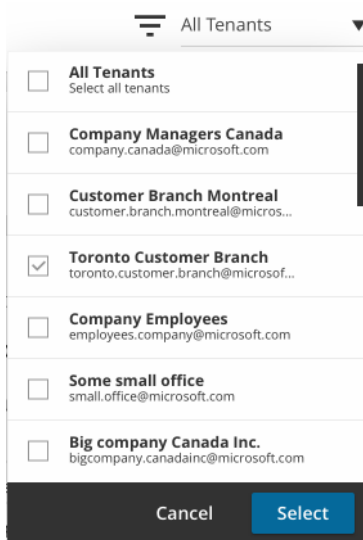 All Tenants
All Tenants
Select all tenants
Company Managers Canada
company.canada@microsoft.com
Customer Branch Montreal
customer.branch.montreal@micros...
Toronto Customer Branch
toronto.customer.branch@microsof...
Company Employees
employees.company@microsoft.com
Some small office
small.office@microsoft.com
Big company Canada Inc.
bigcompany.canadainc@microsoft.com
Cancel Select